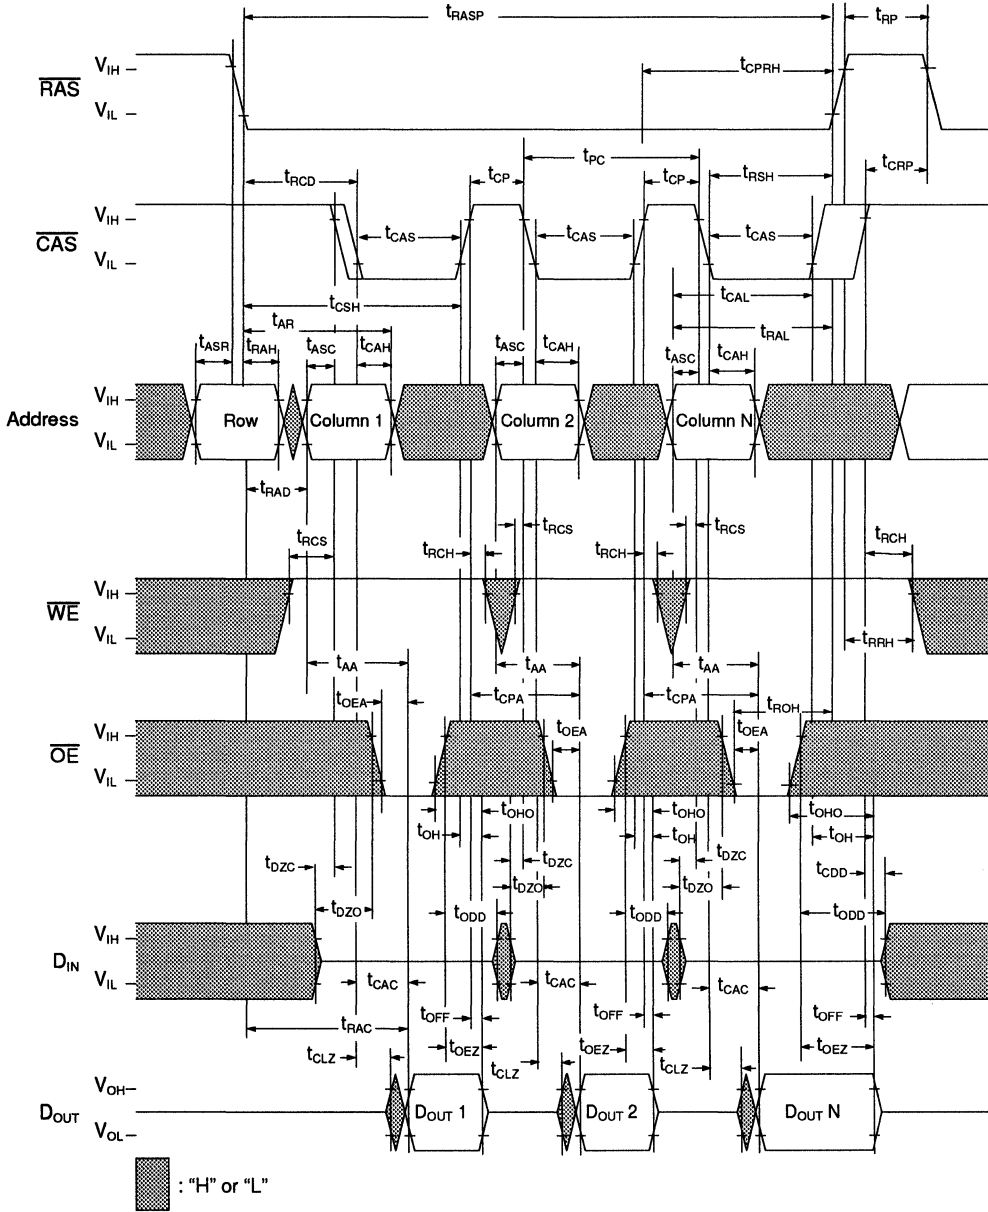 tRASP
tRP
VIH
RAS
tCPRH
VIL
tPC
tCRP
tRCD
tCP
tCP
tRSH
VIH
CAS
tCAS
tCAS
tCAS
VIL
tCSH
tCAL
tAR
tRAL
tASR
tRAH
tASC
tCAH
tASC
tCAH
tASC
tCAH
VIH
Address
Row
Column 1
Column 2
Column N
VIL
tRAD
tRCS
tRCS
tRCS
tRCH
tRCH
tRCH
VIH
WE
VIL
tRRH
tAA
tAA
tAA
tOEA
tCPA
tCPA
tROH
tOEA
tOEA
VIH
OE
VIL
tOHO
tOHO
tOHO
tOH
tOH
tOH
tDZC
tDZC
tDZC
tCDD
tDZO
tDZO
tDZO
tODD
tODD
tODD
VIH
DIN
VIL
tCAC
tCAC
tCAC
tRAC
tOFF
tOFF
tOFF
tCLZ
tOEZ
tCLZ
tOEZ
tCLZ
tOEZ
VOH
DOUT
DOUT 1
DOUT 2
DOUT N
VOL
: “H” or “L”